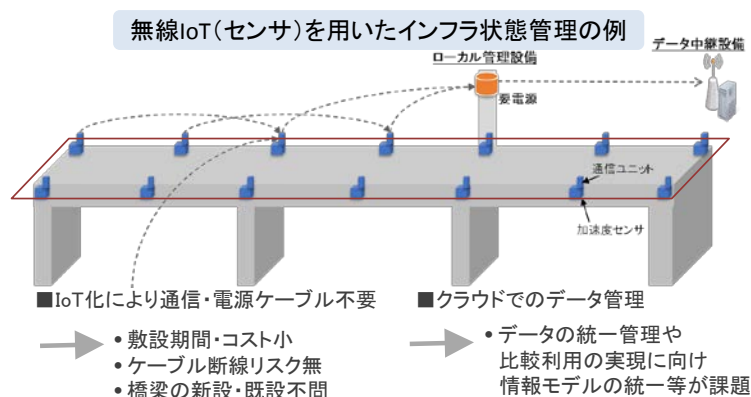 無線IoT（センサ）を用いたインフラ状態管理の例
データ中継設備
ローカル管理設備
要電源
通信ユニット
加速度センサ
■IoT化により通信・電源ケーブル不要
• 敷設期間・コスト小
• ケーブル断線リスク無
• 橋梁の新設・既設不問
■クラウドでのデータ管理
• データの統一管理や
比較利用の実現に向け
情報モデルの統一等が課題